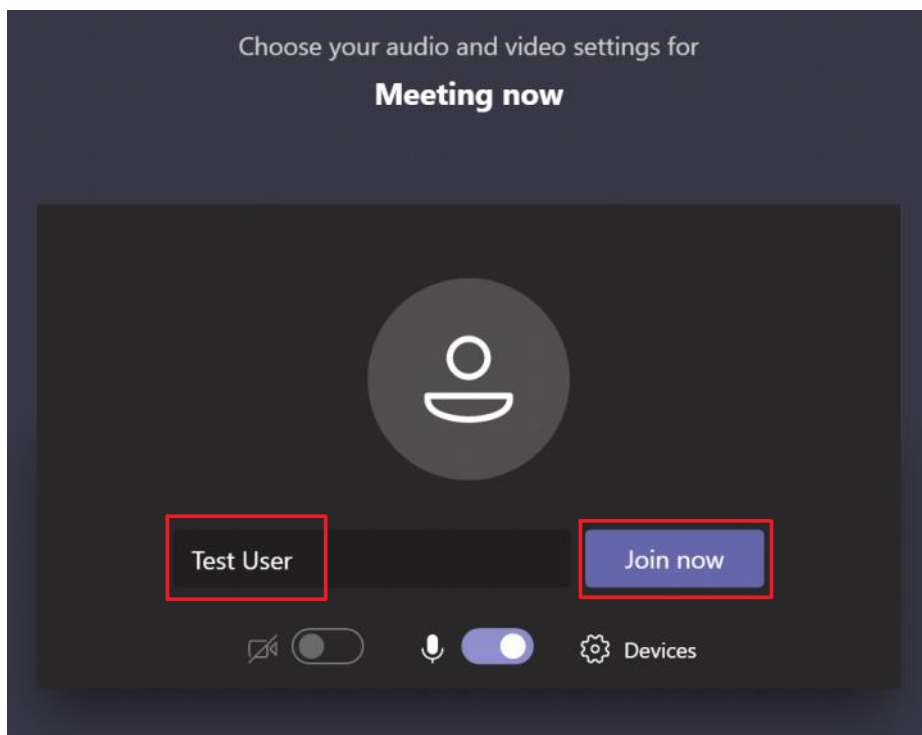 Choose your audio and video settings for
Meeting now
Test User
Join now
Devices